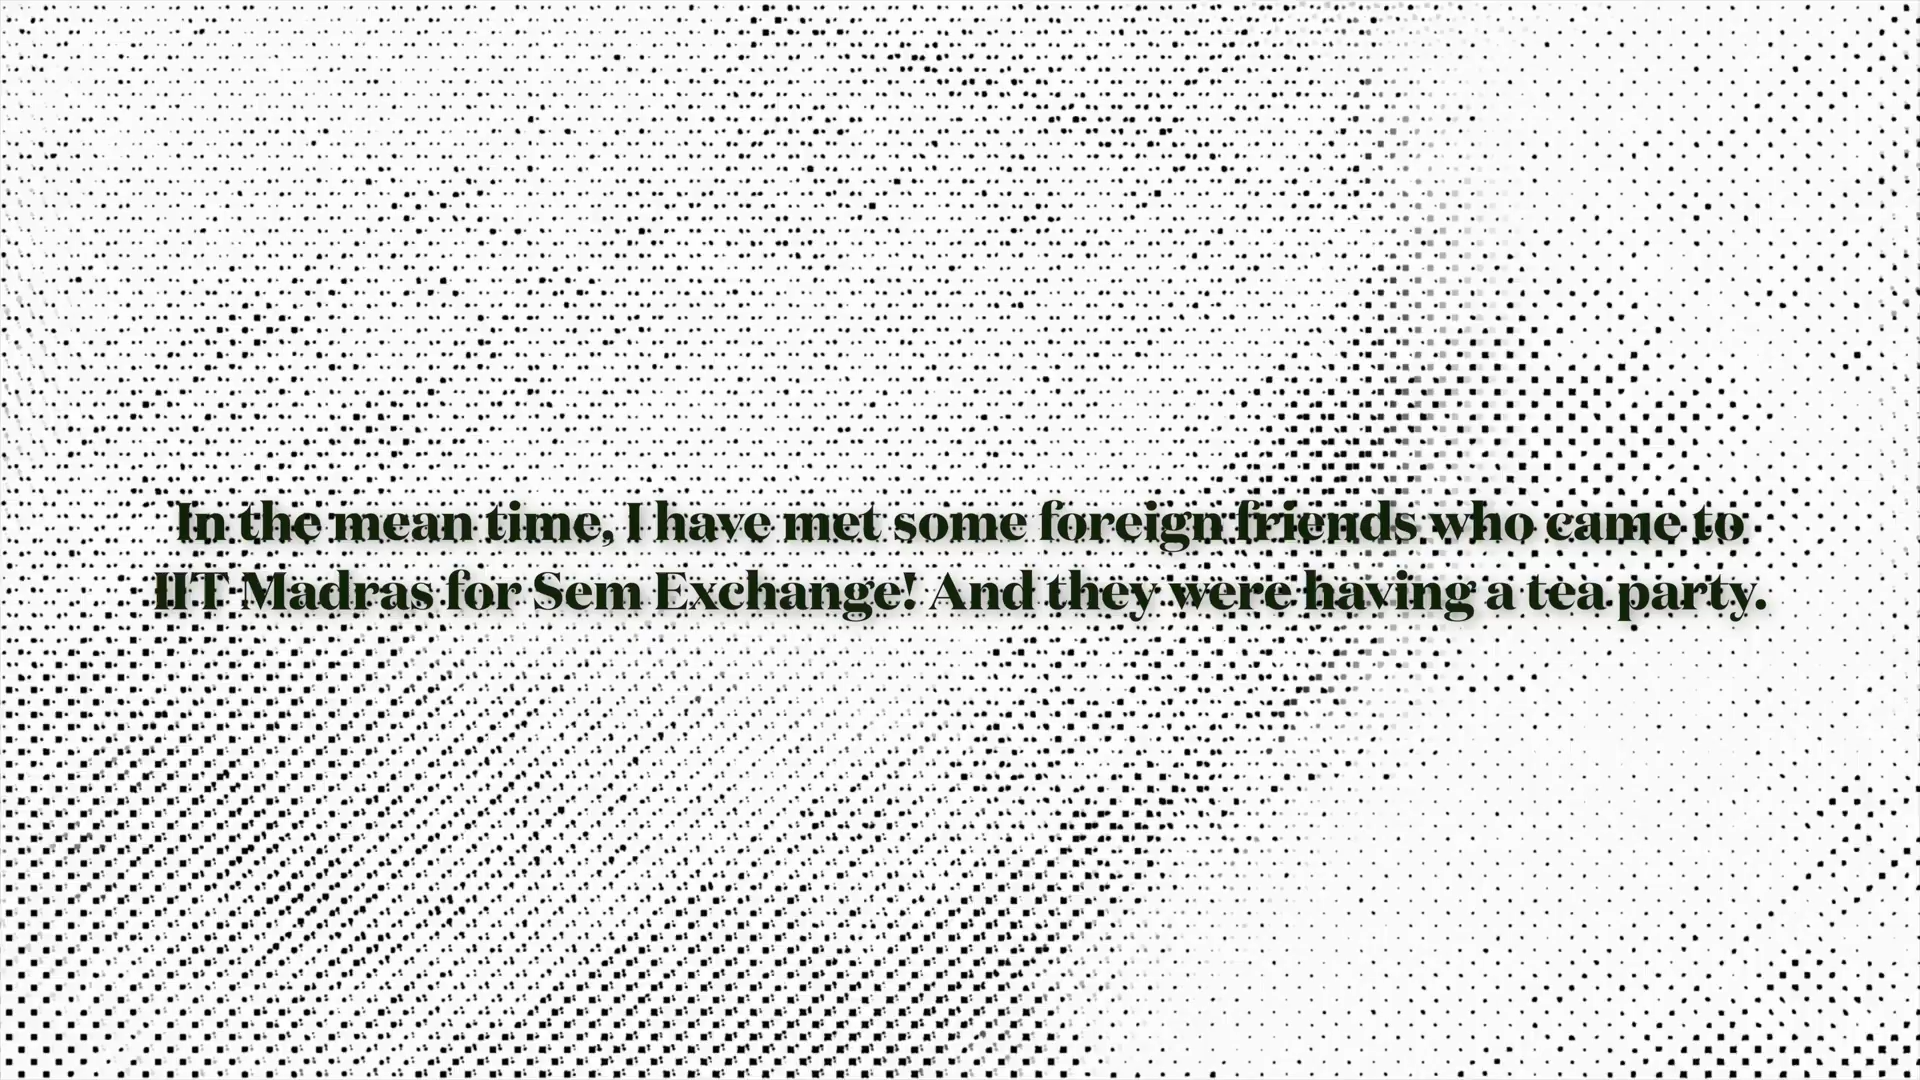 In the mean time, I have met some foreign friends who came to
IIT Madras for Sem Exchange! And they were having a tea party.